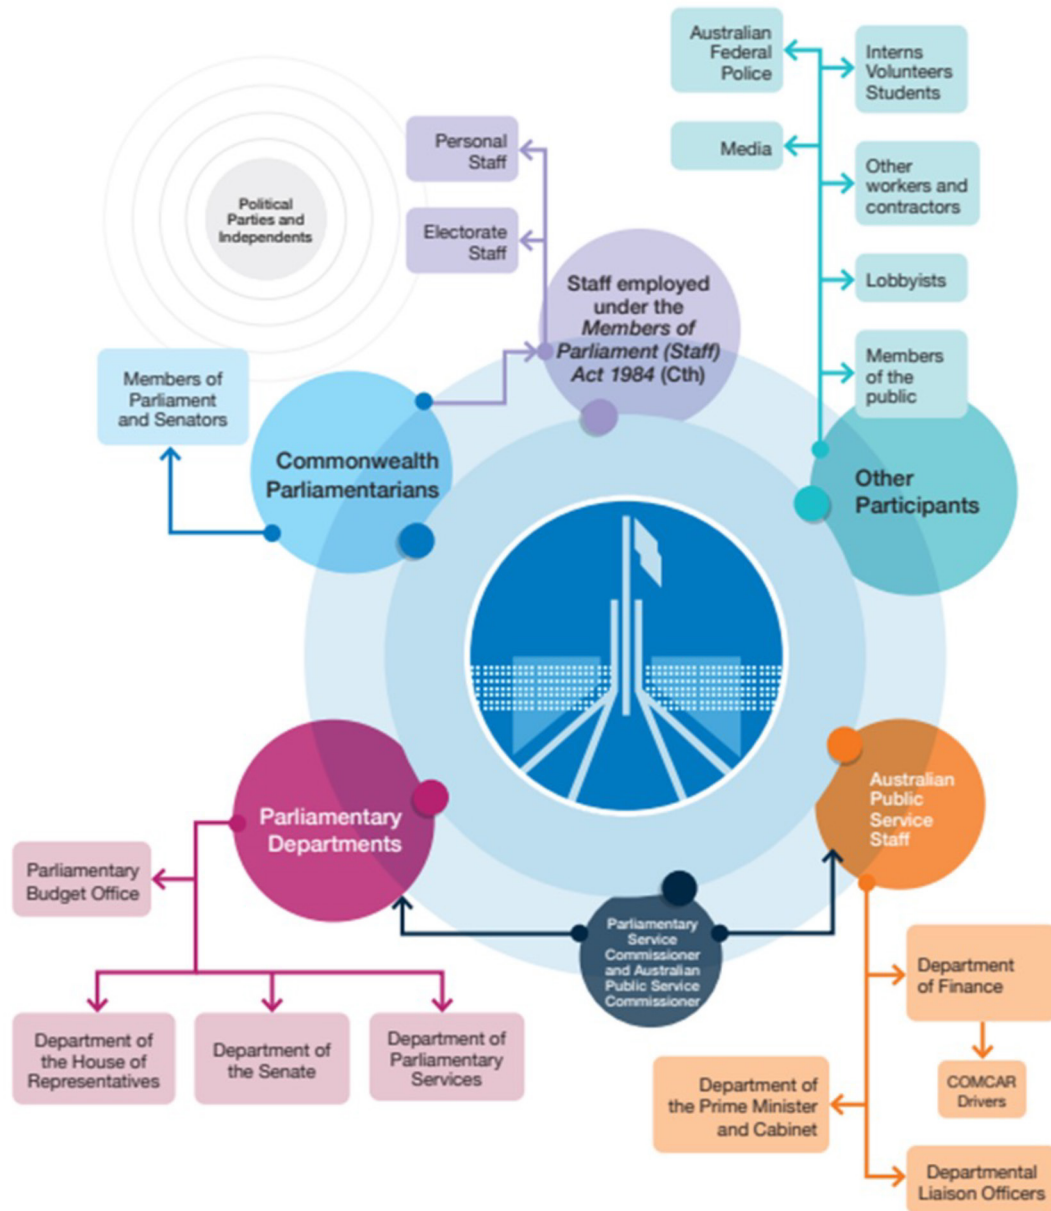 Australian
Federal
Police
Interns
Volunteers
Students
Personal
Staff
Media
Other
workers and
contractors
Political
Parties and
Independents
Electorate
Staff
Staff employed
under the
Members of
Parliament (Staff)
Act 1984 (Cth)
Lobbyists
Members
of the
public
Members of
Parliament
and Senators
Commonwealth
Parliamentarians
Other
Participants
Australian
Public
Service
Staff
Parliamentary
Departments
Parliamentary
Budget Office
Parliamentary
Service
Commissioner
and Australian
Public Service
Commissioner
Department
of Finance
Department of
the House of
Representatives
Department of
the Senate
Department of
Parliamentary
Services
Department of
the Prime Minister
and Cabinet
COMCAR
Drivers
Departmental
Liaison Officers